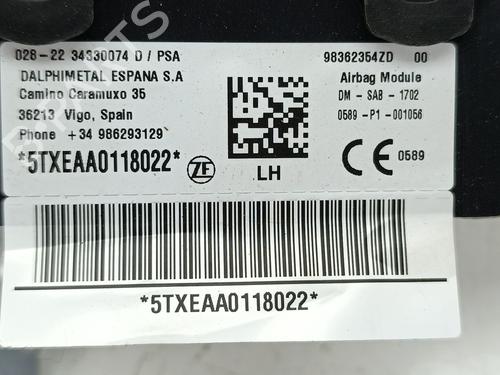 028-22 34330074 D / PSA 98362354ZD 00
DALPHIMETAL ESPANA S.A Airbag Module
Camino Caramuxo 35 DM - SAB - 1702
36213 Vigo, Spain 0589 -P1 -001056
Phone +34 986293129
*5TXEAA0118022* ZF LH CE 0589
*5TXEAA0118022*